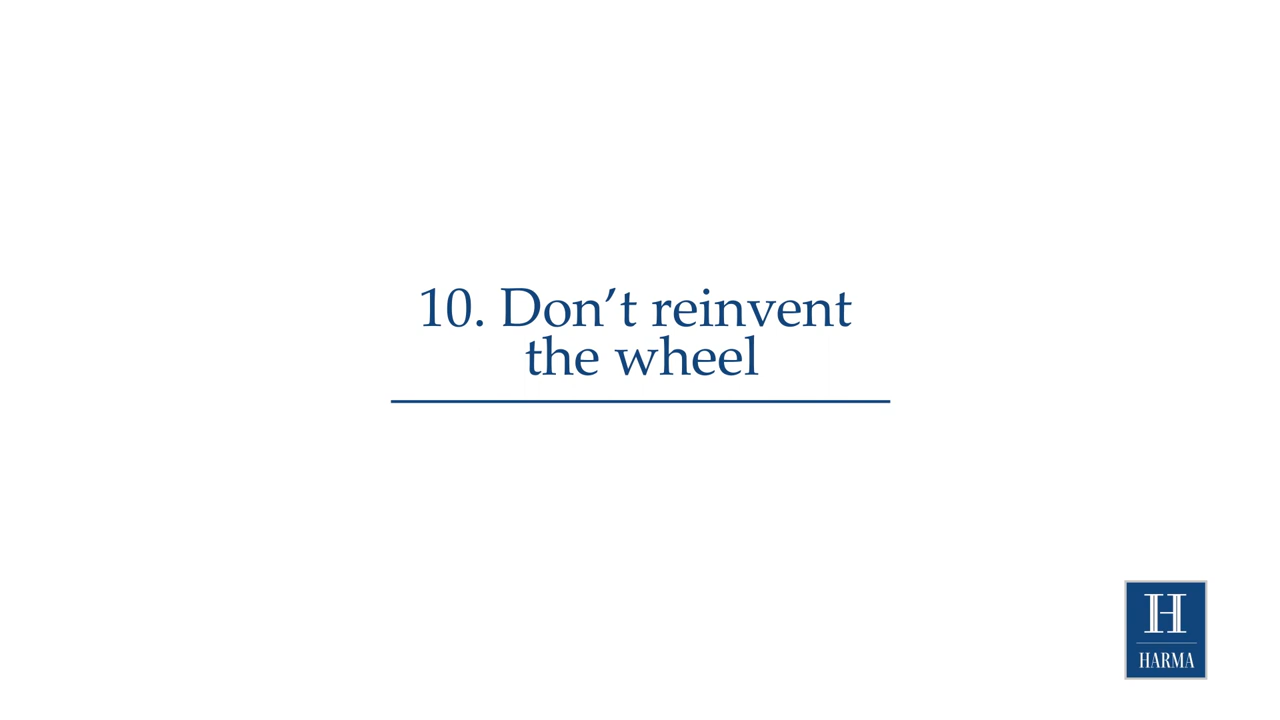 10. Don’t reinvent
the wheel
H
HARMA